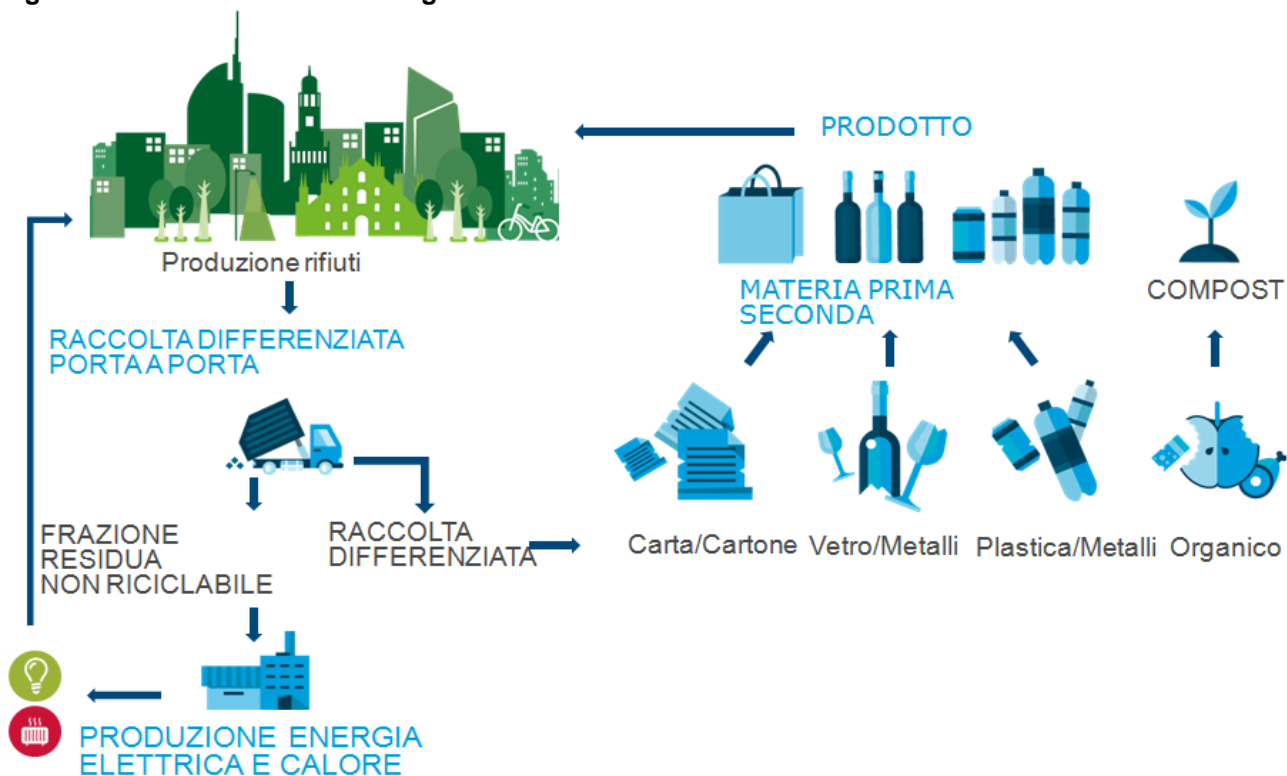 PRODOTTO
Produzione rifiuti
MATERIA PRIMA
SECONDA
COMPOST
RACCOLTA DIFFERENZIATA
PORTA A PORTA
FRAZIONE
RESIDUA
NON RICICLABILE
RACCOLTA
DIFFERENZIATA
Carta/Cartone
Vetro/Metalli
Plastica/Metalli
Organico
PRODUZIONE ENERGIA
ELETTRICA E CALORE